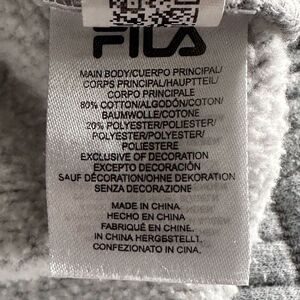 FILA
MAIN BODY/CUERPO PRINCIPAL/
CORPS PRINCIPAL/HAUPTTEIL/
CORPO PRINCIPALE
80% COTTON/ALGODÓN/COTON/
BAUMWOLLE/COTONE
20% POLYESTER/POLIESTER/
POLYESTER/POLYESTER/
POLIESTERE
EXCLUSIVE OF DECORATION
EXCEPTO DECORACIÓN
SAUF DÉCORATION/OHNE DEKORATION
SENZA DECORAZIONE
MADE IN CHINA
HECHO EN CHINA
FABRIQUÉ EN CHINE.
IN CHINA HERGESTELLT.
CONFEZIONATO IN CINA.